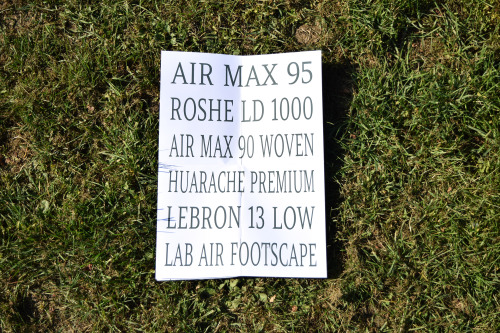 AIR MAX 95
ROSHE LD 1000
AIR MAX 90 WOVEN
HUARACHE PREMIUM
LEBRON 13 LOW
LAB AIR FOOTSCAPE